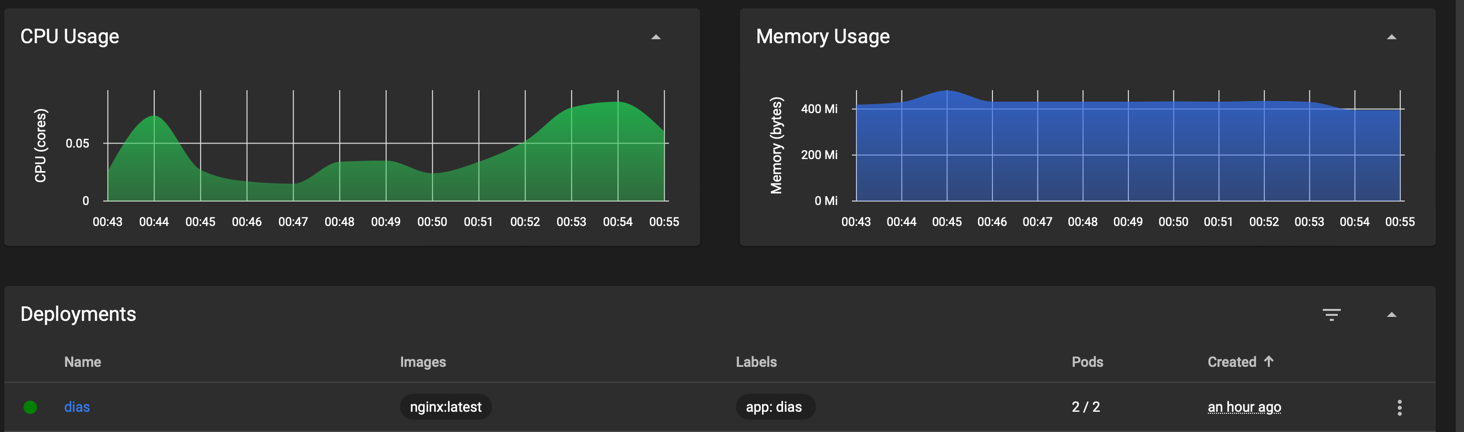 CPU Usage
CPU (cores)
0.05
0
00:43 00:44 00:45 00:46 00:47 00:48 00:49 00:50 00:51 00:52 00:53 00:54 00:55
Memory Usage
Memory (bytes)
400 Mi
200 Mi
0 Mi
00:43 00:44 00:45 00:46 00:47 00:48 00:49 00:50 00:51 00:52 00:53 00:54 00:55
Deployments
Name Images Labels Pods Created
dias nginx:latest app: dias 2 / 2 an hour ago